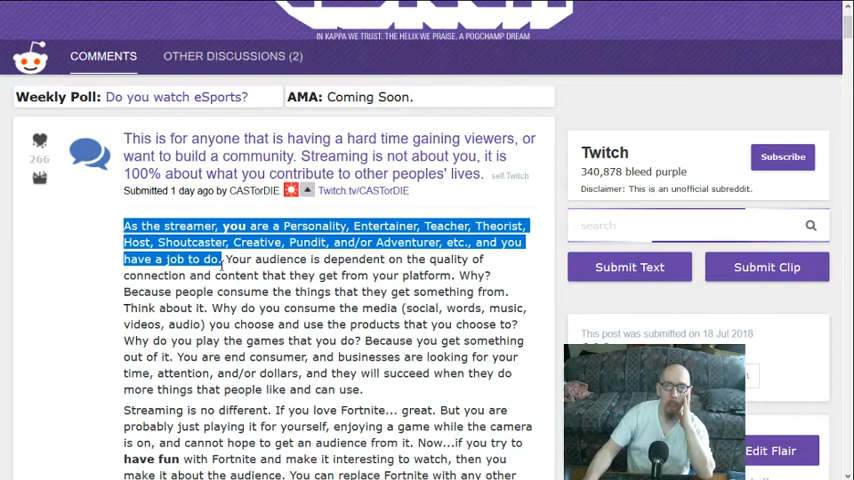 IN KAPPA WE TRUST. THE HELIX WE PRAISE. A POGCHAMP DREAM
COMMENTS OTHER DISCUSSIONS (2)
Weekly Poll: Do you watch eSports? AMA: Coming Soon.
266
This is for anyone that is having a hard time gaining viewers, or
want to build a community. Streaming is not about you, it is
100% about what you contribute to other peoples' lives. self.Twitch
Submitted 1 day ago by CASTorDIE Twitch.tv/CASTorDIE
As the streamer, you are a Personality, Entertainer, Teacher, Theorist,
Host, Shoutcaster, Creative, Pundit, and/or Adventurer, etc., and you
have a job to do. Your audience is dependent on the quality of
connection and content that they get from your platform. Why?
Because people consume the things that they get something from.
Think about it. Why do you consume the media (social, words, music,
videos, audio) you choose and use the products that you choose to?
Why do you play the games that you do? Because you get something
out of it. You are end consumer, and businesses are looking for your
time, attention, and/or dollars, and they will succeed when they do
more things that people like and can use.
Streaming is no different. If you love Fortnite... great. But you are
probably just playing it for yourself, enjoying a game while the camera
is on, and cannot hope to get an audience from it. Now...if you try to
have fun with Fortnite and make it interesting to watch, then you
make it about the audience. You can replace Fortnite with any other
Twitch
340,878 bleed purple
Subscribe
Disclaimer: This is an unofficial subreddit.
search
Submit Text Submit Clip
This post was submitted on 18 Jul 2018
Edit Flair